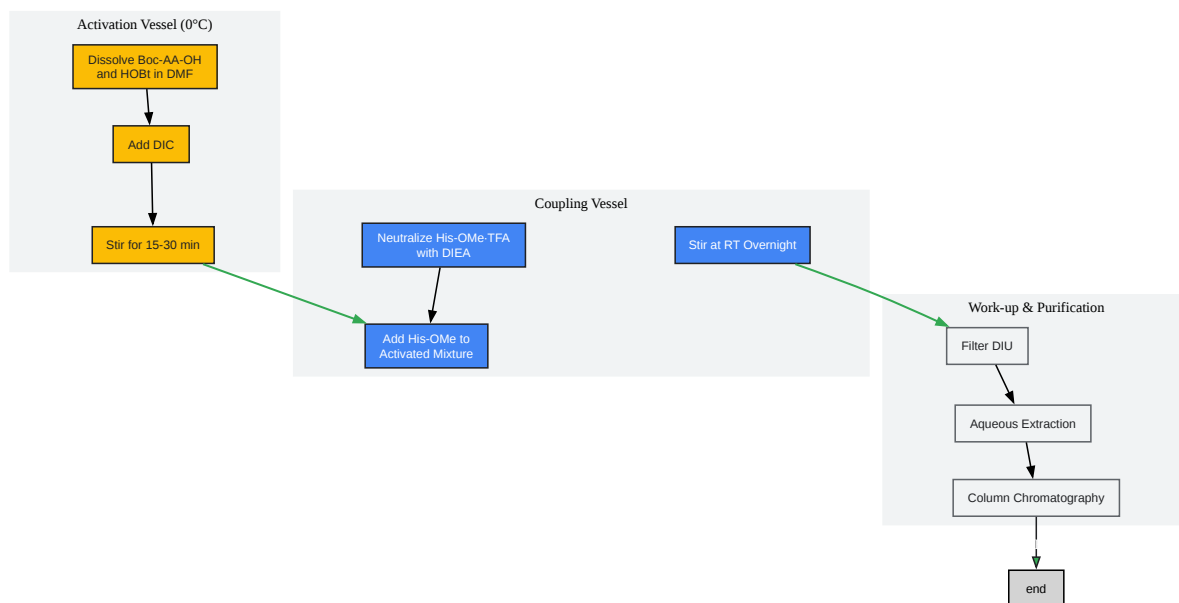 Activation Vessel (0°C)
Dissolve Boc-AA-OH
and HOBt in DMF
Add DIC
Stir for 15-30 min
Coupling Vessel
Neutralize His-OMe·TFA
with DIEA
Stir at RT Overnight
Add His-OMe to
Activated Mixture
Work-up & Purification
Filter DIU
Aqueous Extraction
Column Chromatography
end